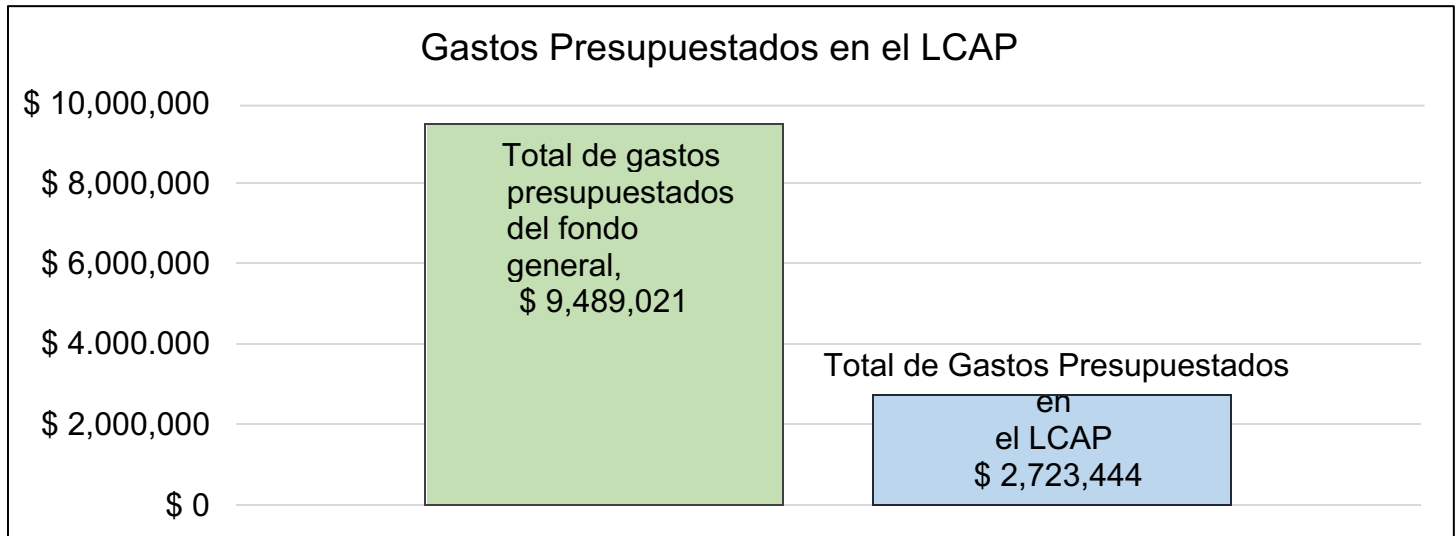 Gastos Presupuestados en el LCAP
$ 10,000,000
$ 8,000,000
$ 6,000,000
$ 4.000.000
$ 2,000,000
$ 0
Total de gastos
presupuestados
del fondo
general,
$ 9,489,021
Total de Gastos Presupuestados
en
el LCAP
$ 2,723,444